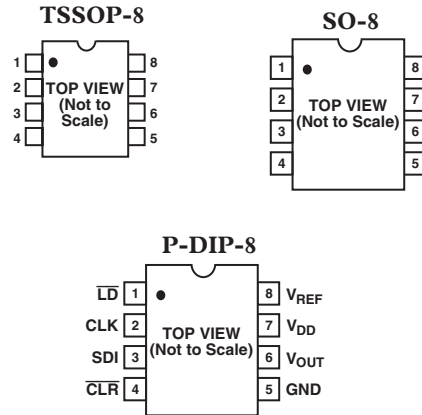 TSSOP-8
1 8
2 7
3 6
4 5
TOP VIEW
(Not to
Scale)
SO-8
1 8
2 7
3 6
4 5
TOP VIEW
(Not to Scale)
P-DIP-8
L̅D̅ 1 8 VREF
CLK 2 7 VDD
SDI 3 6 VOUT
C̅L̅R̅ 4 5 GND
TOP VIEW
(Not to Scale)